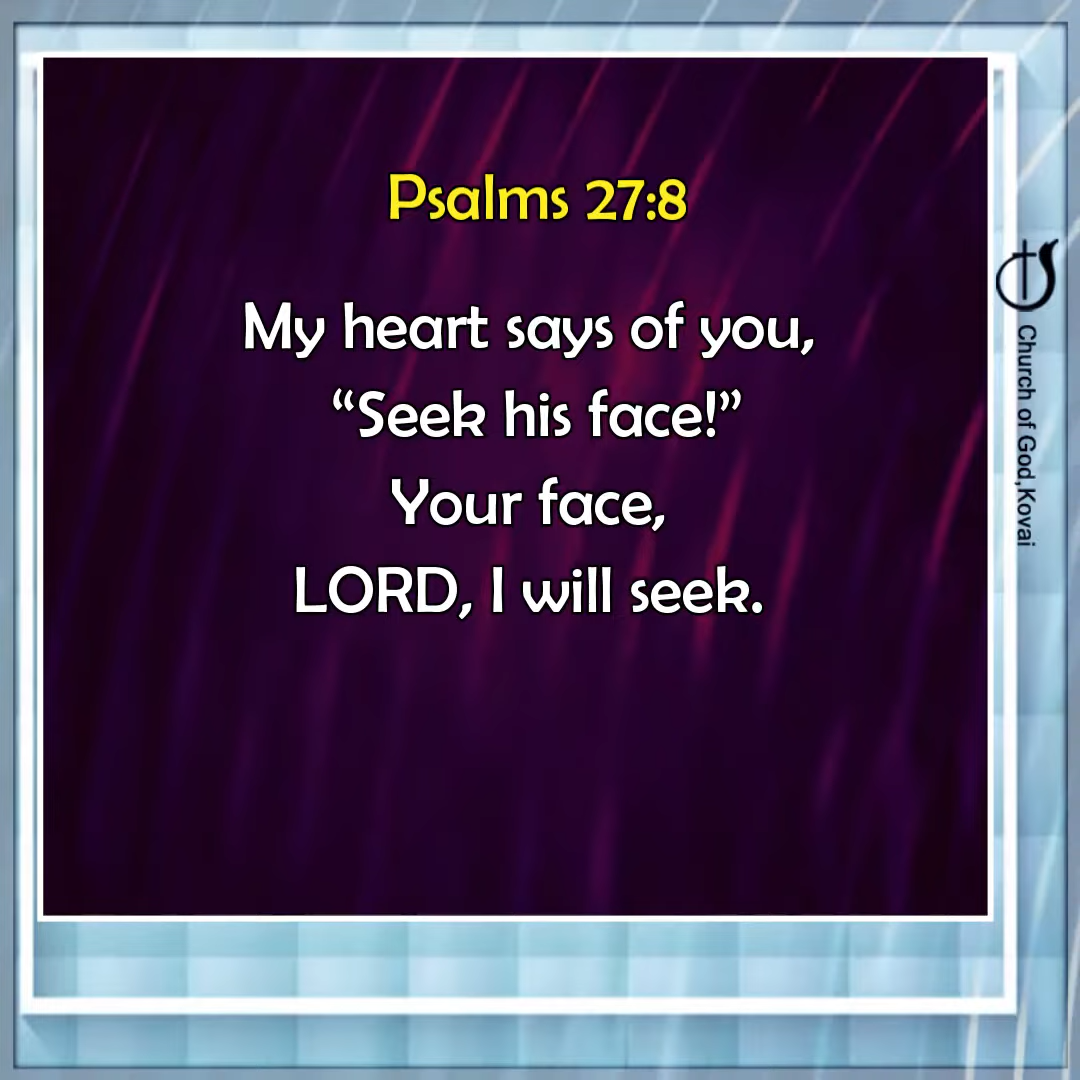 Psalms 27:8
My heart says of you,
“Seek his face!”
Your face,
LORD, I will seek.
Church of God,Kovai